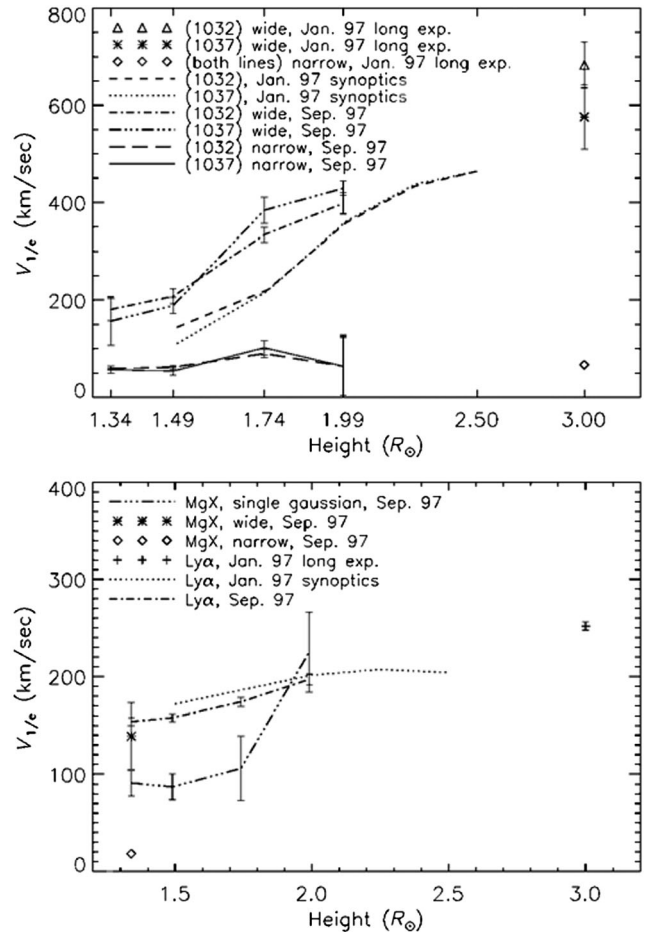 800
600
400
200
0
V1/e (km/sec)
(1032) wide, Jan. 97 long exp.
(1037) wide, Jan. 97 long exp.
(both lines) narrow, Jan. 97 long exp.
(1032), Jan. 97 synoptics
(1037), Jan. 97 synoptics
(1032) wide, Sep. 97
(1037) wide, Sep. 97
(1032) narrow, Sep. 97
(1037) narrow, Sep. 97
1.34 1.49 1.74 1.99 2.50 3.00
Height (R☉)
400
300
200
100
0
V1/e (km/sec)
MgX, single gaussian, Sep. 97
MgX, wide, Sep. 97
MgX, narrow, Sep. 97
Lyα, Jan. 97 long exp.
Lyα, Jan. 97 synoptics
Lyα, Sep. 97
1.5 2.0 2.5 3.0
Height (R☉)